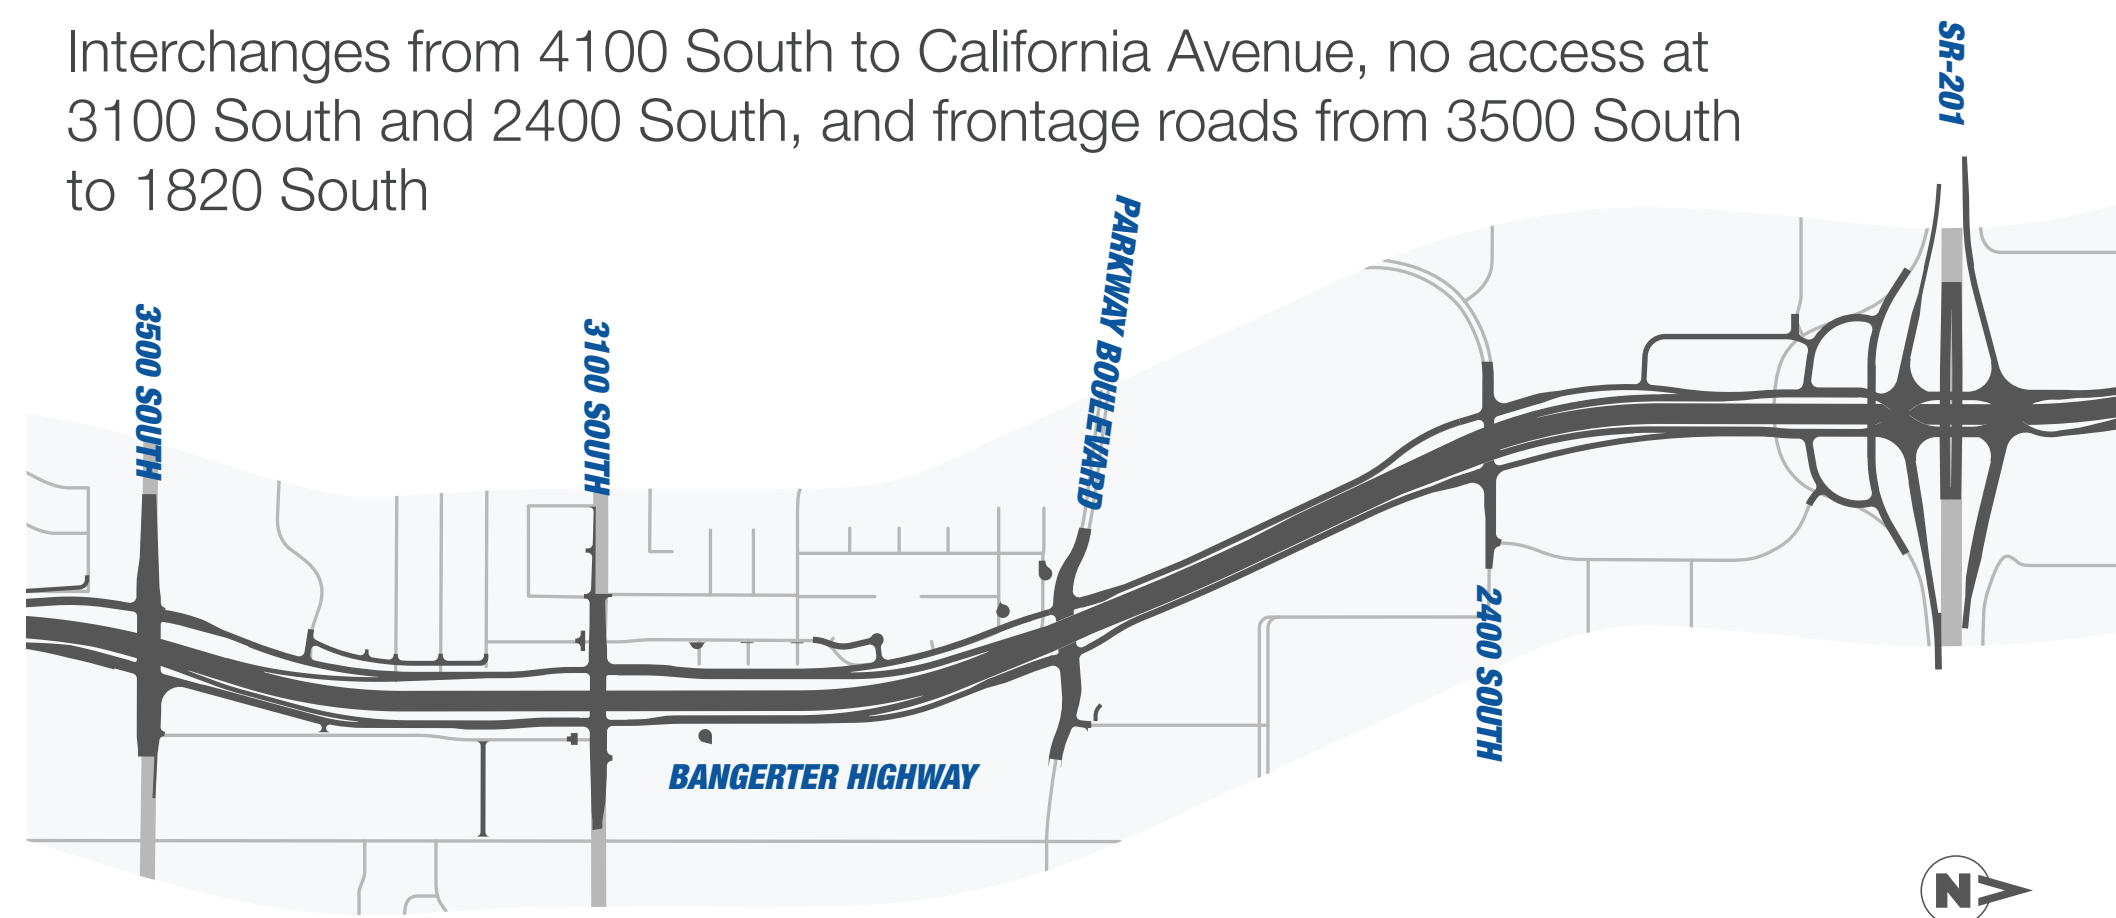 Interchanges from 4100 South to California Avenue, no access at
3100 South and 2400 South, and frontage roads from 3500 South
to 1820 South
SR-201
PARKWAY BOULEVARD
3500 SOUTH
3100 SOUTH
2400 SOUTH
BANGERTER HIGHWAY
N